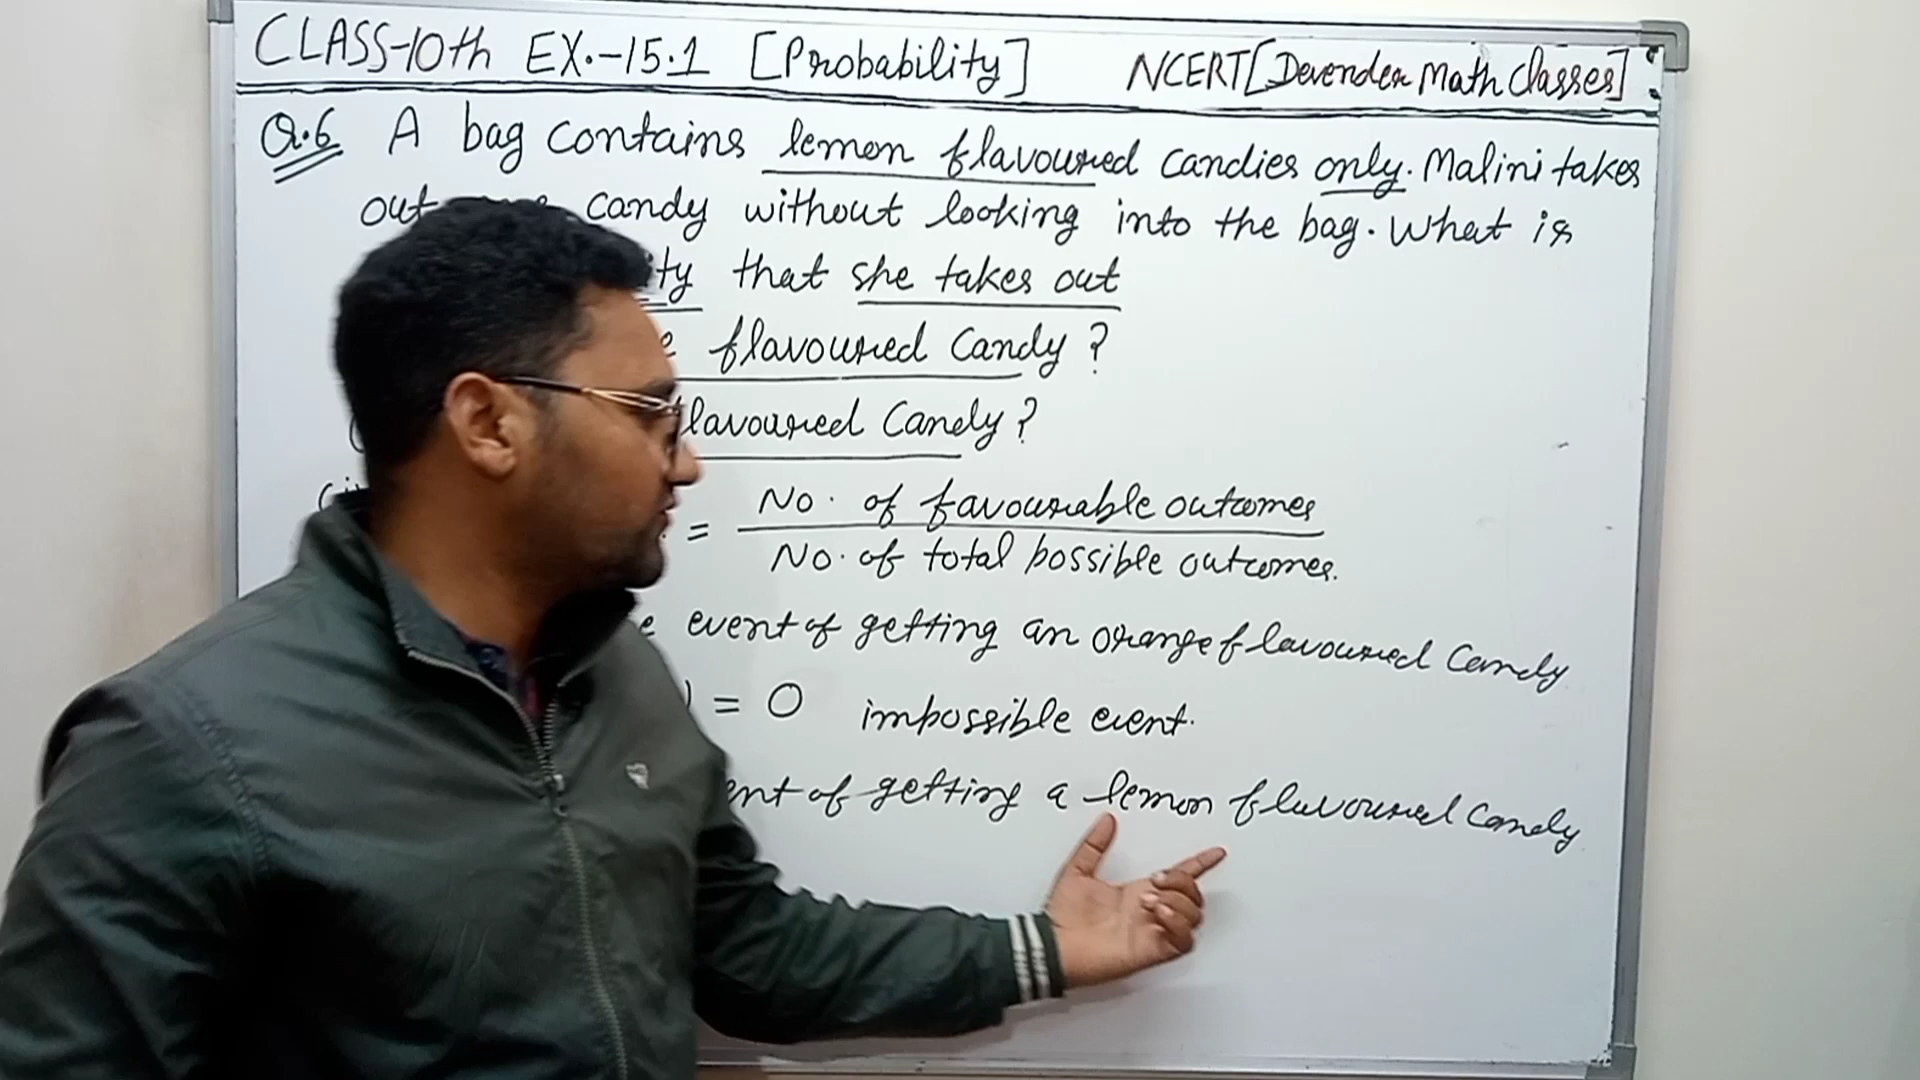 CLASS-10th EX.-15.1 [Probability] NCERT[Devender Math Classes]
Q.6 A bag contains lemon flavoured candies only. Malini takes
out candy without looking into the bag. What is
ity that she takes out
flavoured Candy?
lavoured Candy?
= No. of favourable outcomes
No. of total possible outcomes.
event of getting an orange flavoured Candy
) = 0 impossible event.
ent of getting a lemon flavoured Candy